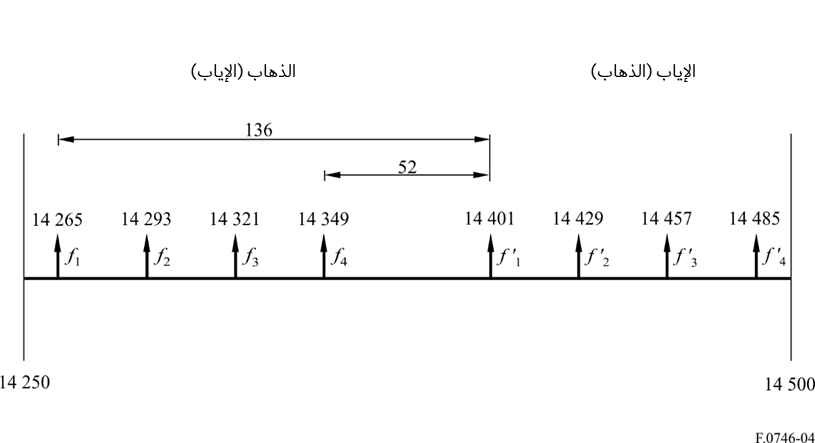 الذهاب (الإياب) الإياب (الذهاب)
136
52
14 265 14 293 14 321 14 349 14 401 14 429 14 457 14 485
f1 f2 f3 f4 f'1 f'2 f'3 f'4
14 250 14 500
F.0746-04